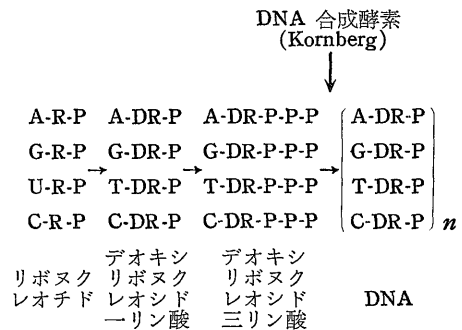 DNA 合成酵素
(Kornberg)
A-R-P A-DR-P A-DR-P-P-P A-DR-P
G-R-P G-DR-P G-DR-P-P-P G-DR-P
U-R-P → T-DR-P → T-DR-P-P-P → T-DR-P
C-R-P C-DR-P C-DR-P-P-P C-DR-P n
デオキシ デオキシ
リボヌク リボヌク リボヌク
レオチド レオシド レオシド DNA
一リン酸 三リン酸